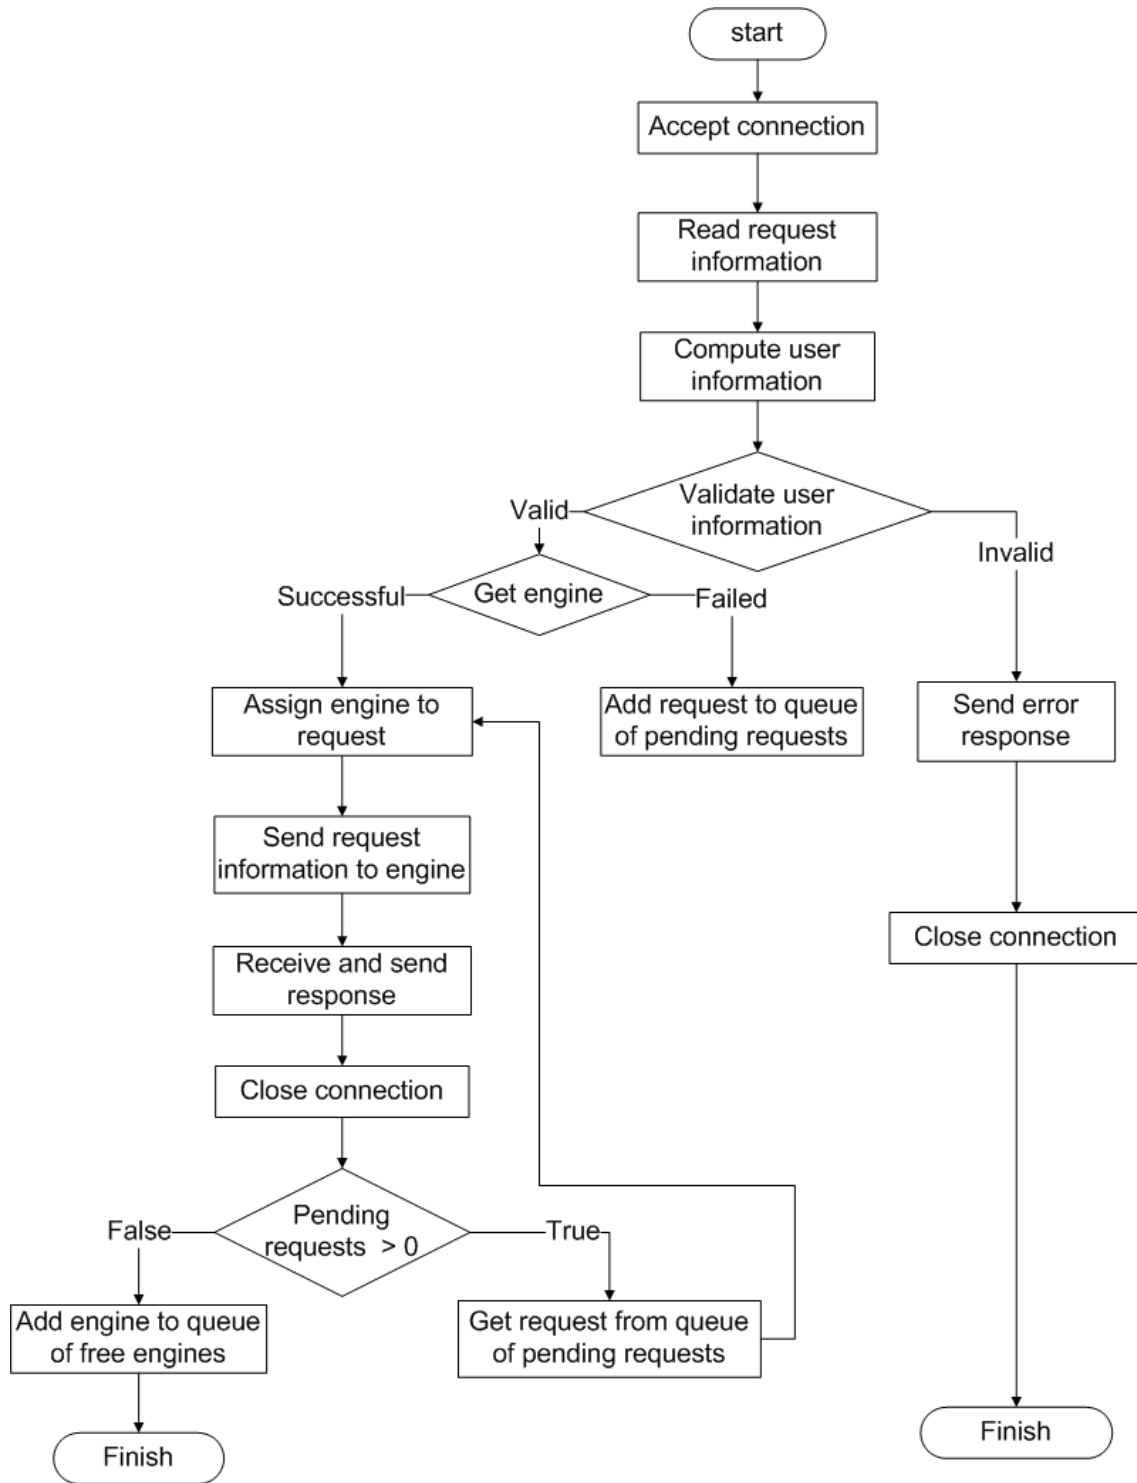 start
Accept connection
Read request
information
Compute user
information
Validate user
information
Valid
Invalid
Get engine
Successful
Failed
Assign engine to
request
Add request to queue
of pending requests
Send error
response
Send request
information to engine
Close connection
Receive and send
response
Close connection
Pending
requests > 0
False
True
Add engine to queue
of free engines
Get request from queue
of pending requests
Finish
Finish